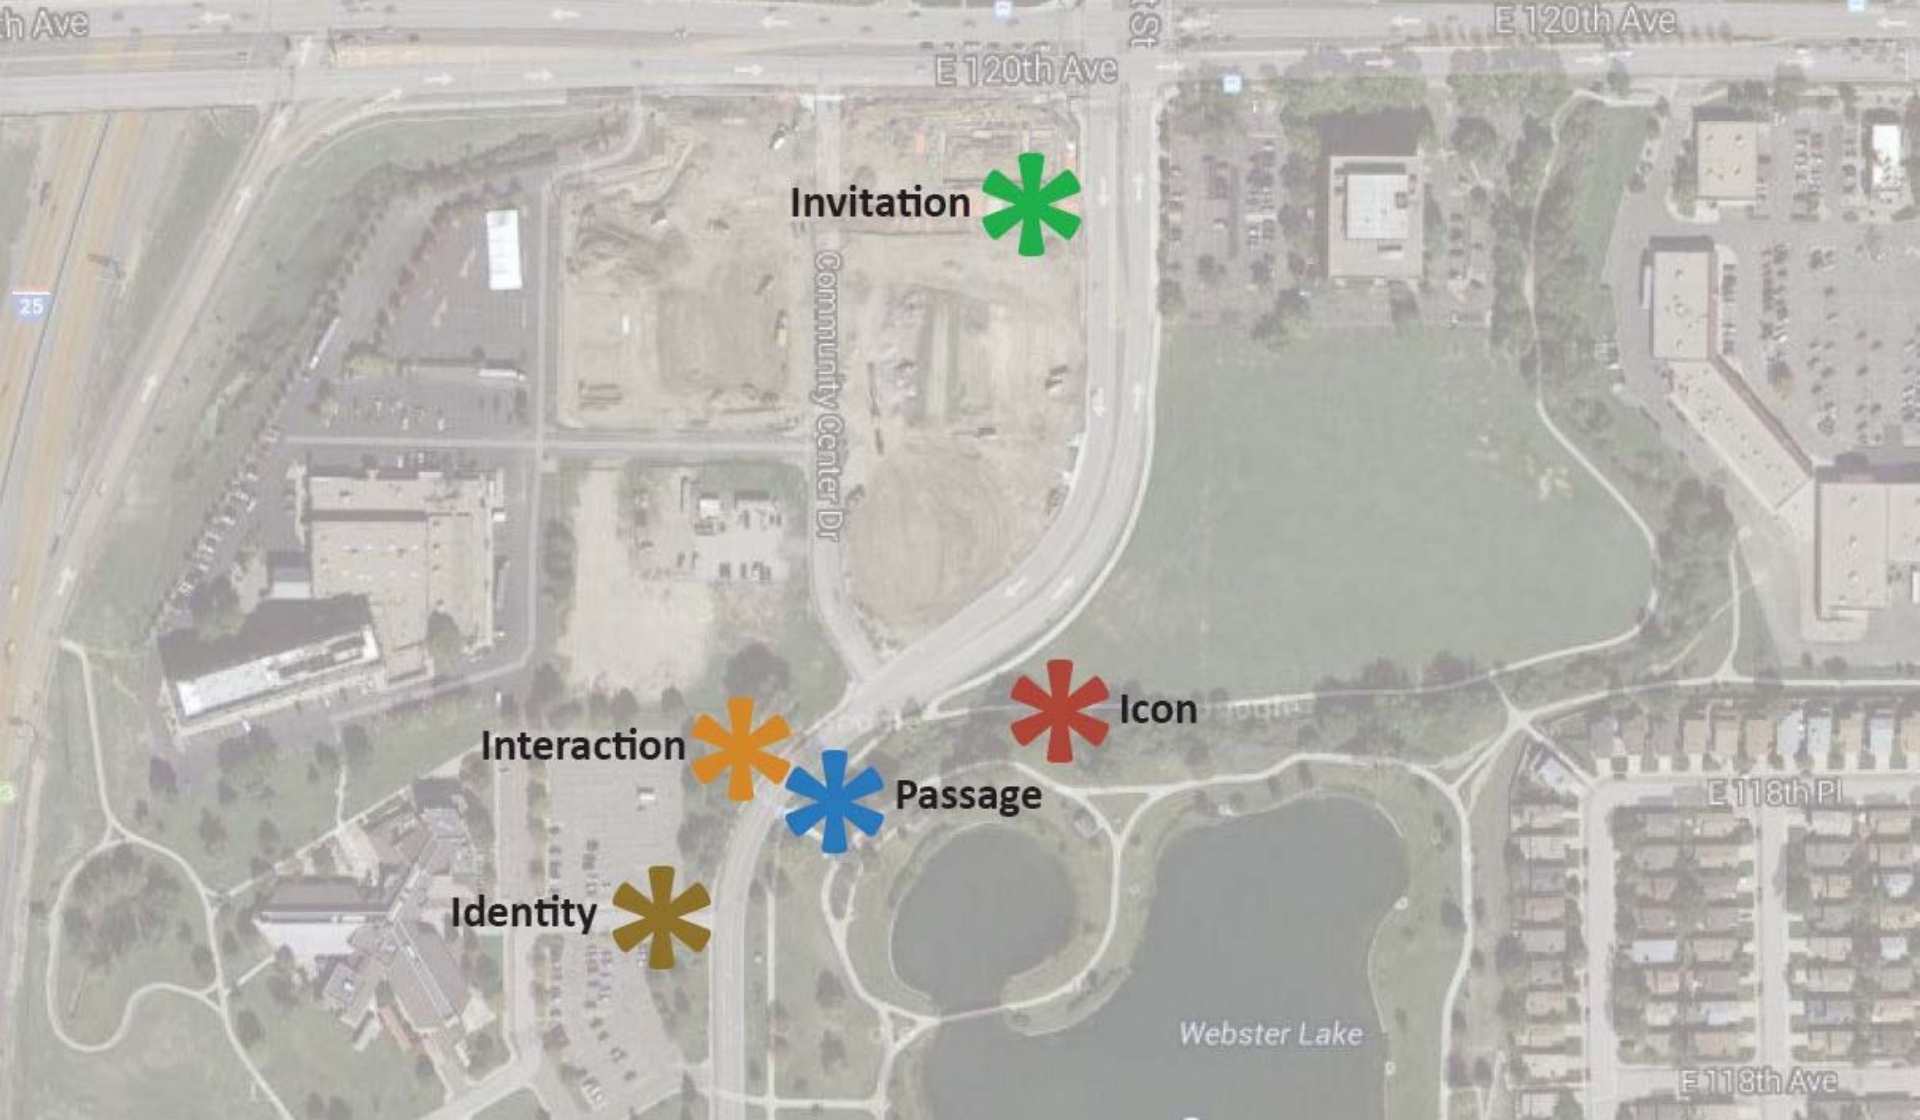 E 120th Ave
E 120th Ave
St
Invitation
Community Center Dr
25
Icon
Interaction
Passage
E 118th Pl
Identity
Webster Lake
E 118th Ave